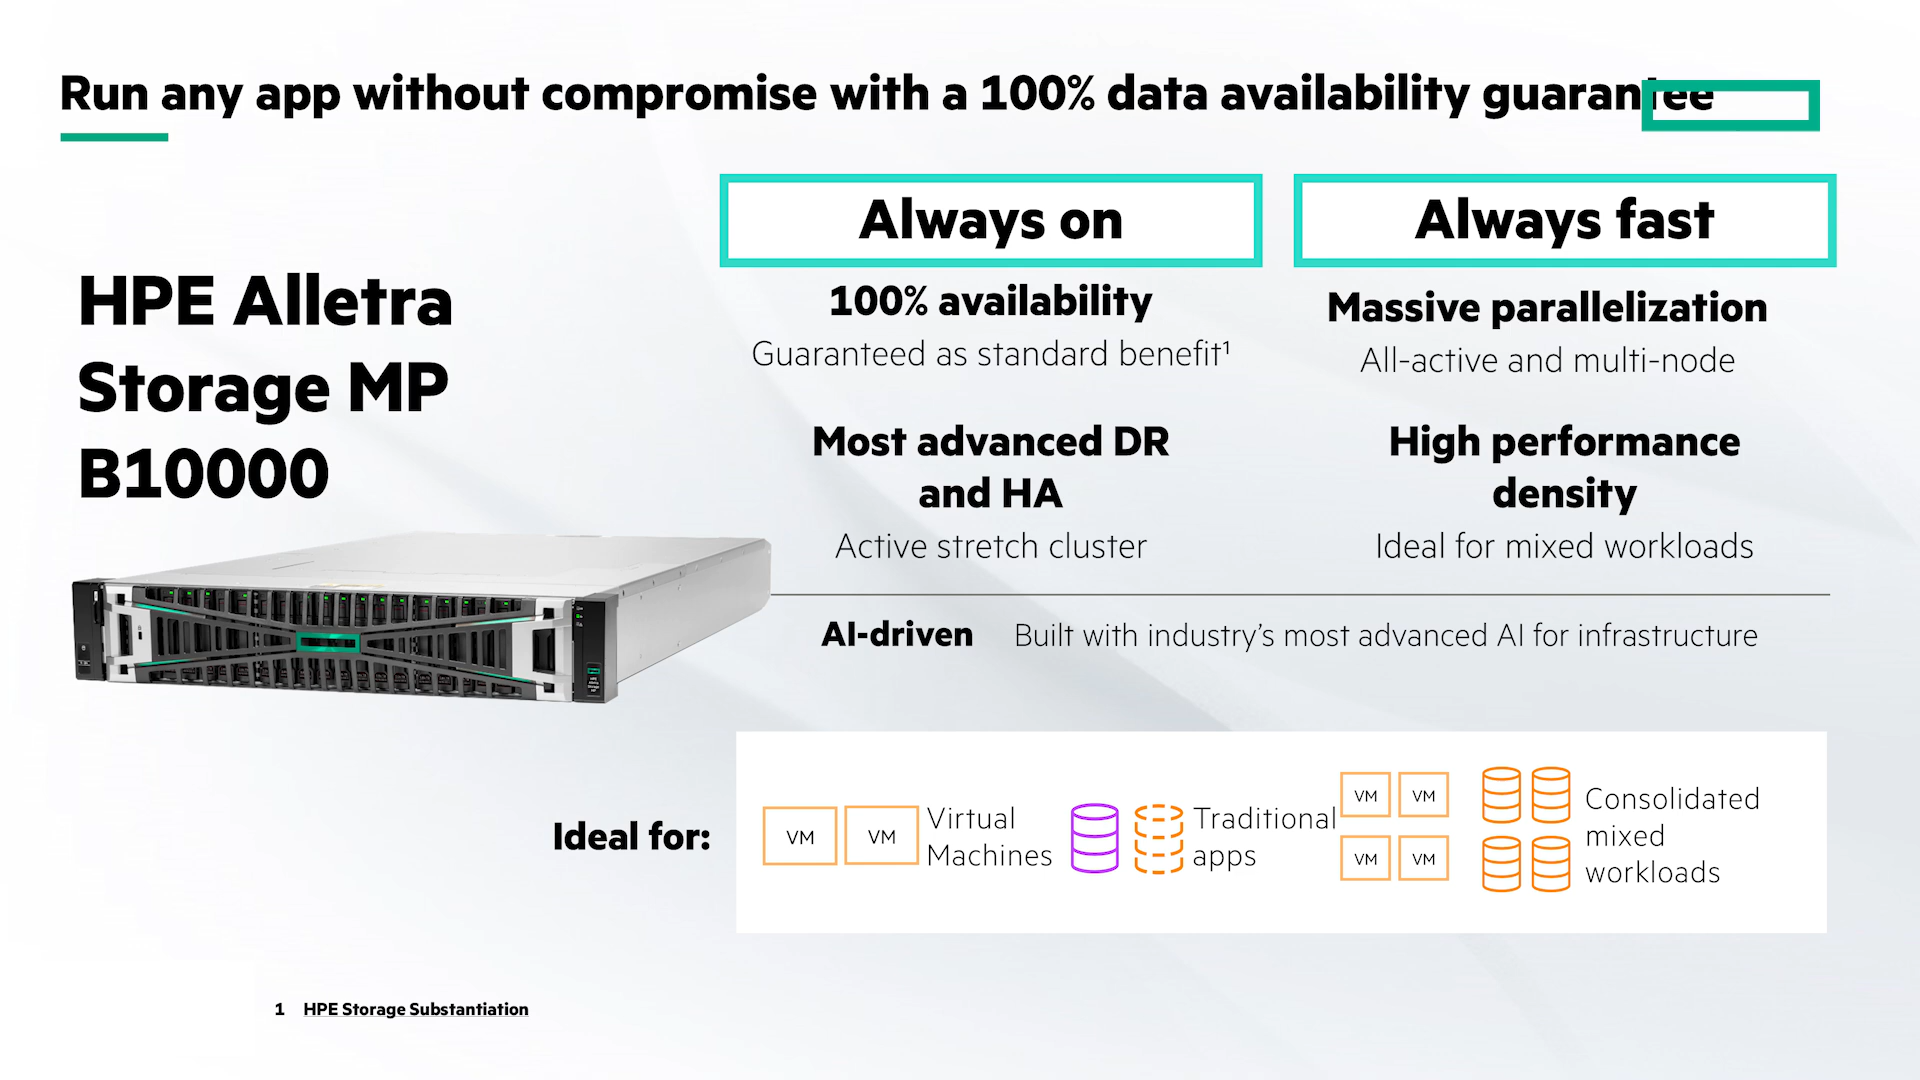 Run any app without compromise with a 100% data availability guarantee
HPE Alletra
Storage MP
B10000
Always on
100% availability
Guaranteed as standard benefit¹
Most advanced DR
and HA
Active stretch cluster
Always fast
Massive parallelization
All-active and multi-node
High performance
density
Ideal for mixed workloads
AI-driven Built with industry’s most advanced AI for infrastructure
Ideal for:
VM VM
Virtual
Machines
Traditional
apps
VM VM
VM VM
Consolidated
mixed
workloads
1 HPE Storage Substantiation